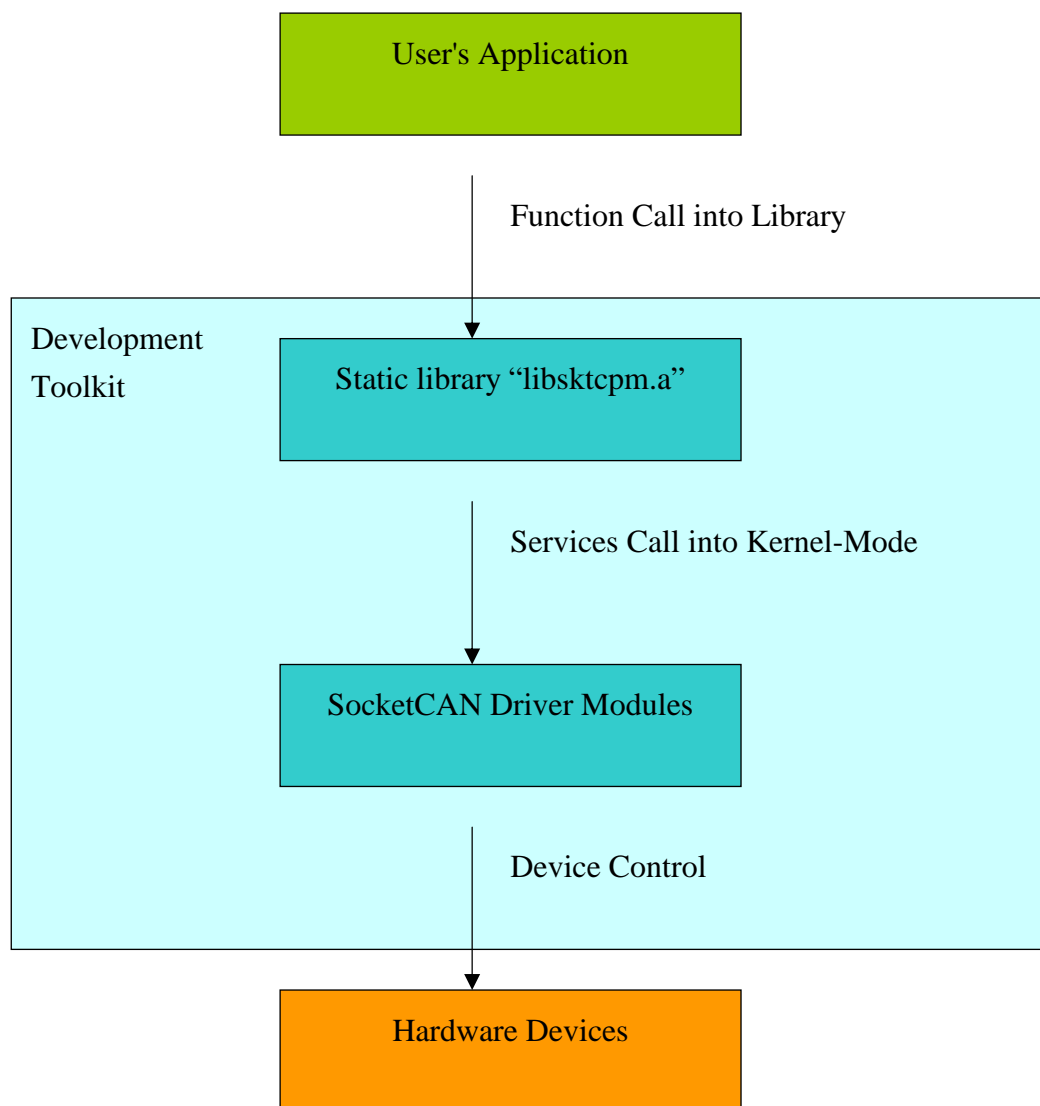 User's Application
Function Call into Library
Development
Toolkit
Static library “libsktcpm.a”
Services Call into Kernel-Mode
SocketCAN Driver Modules
Device Control
Hardware Devices